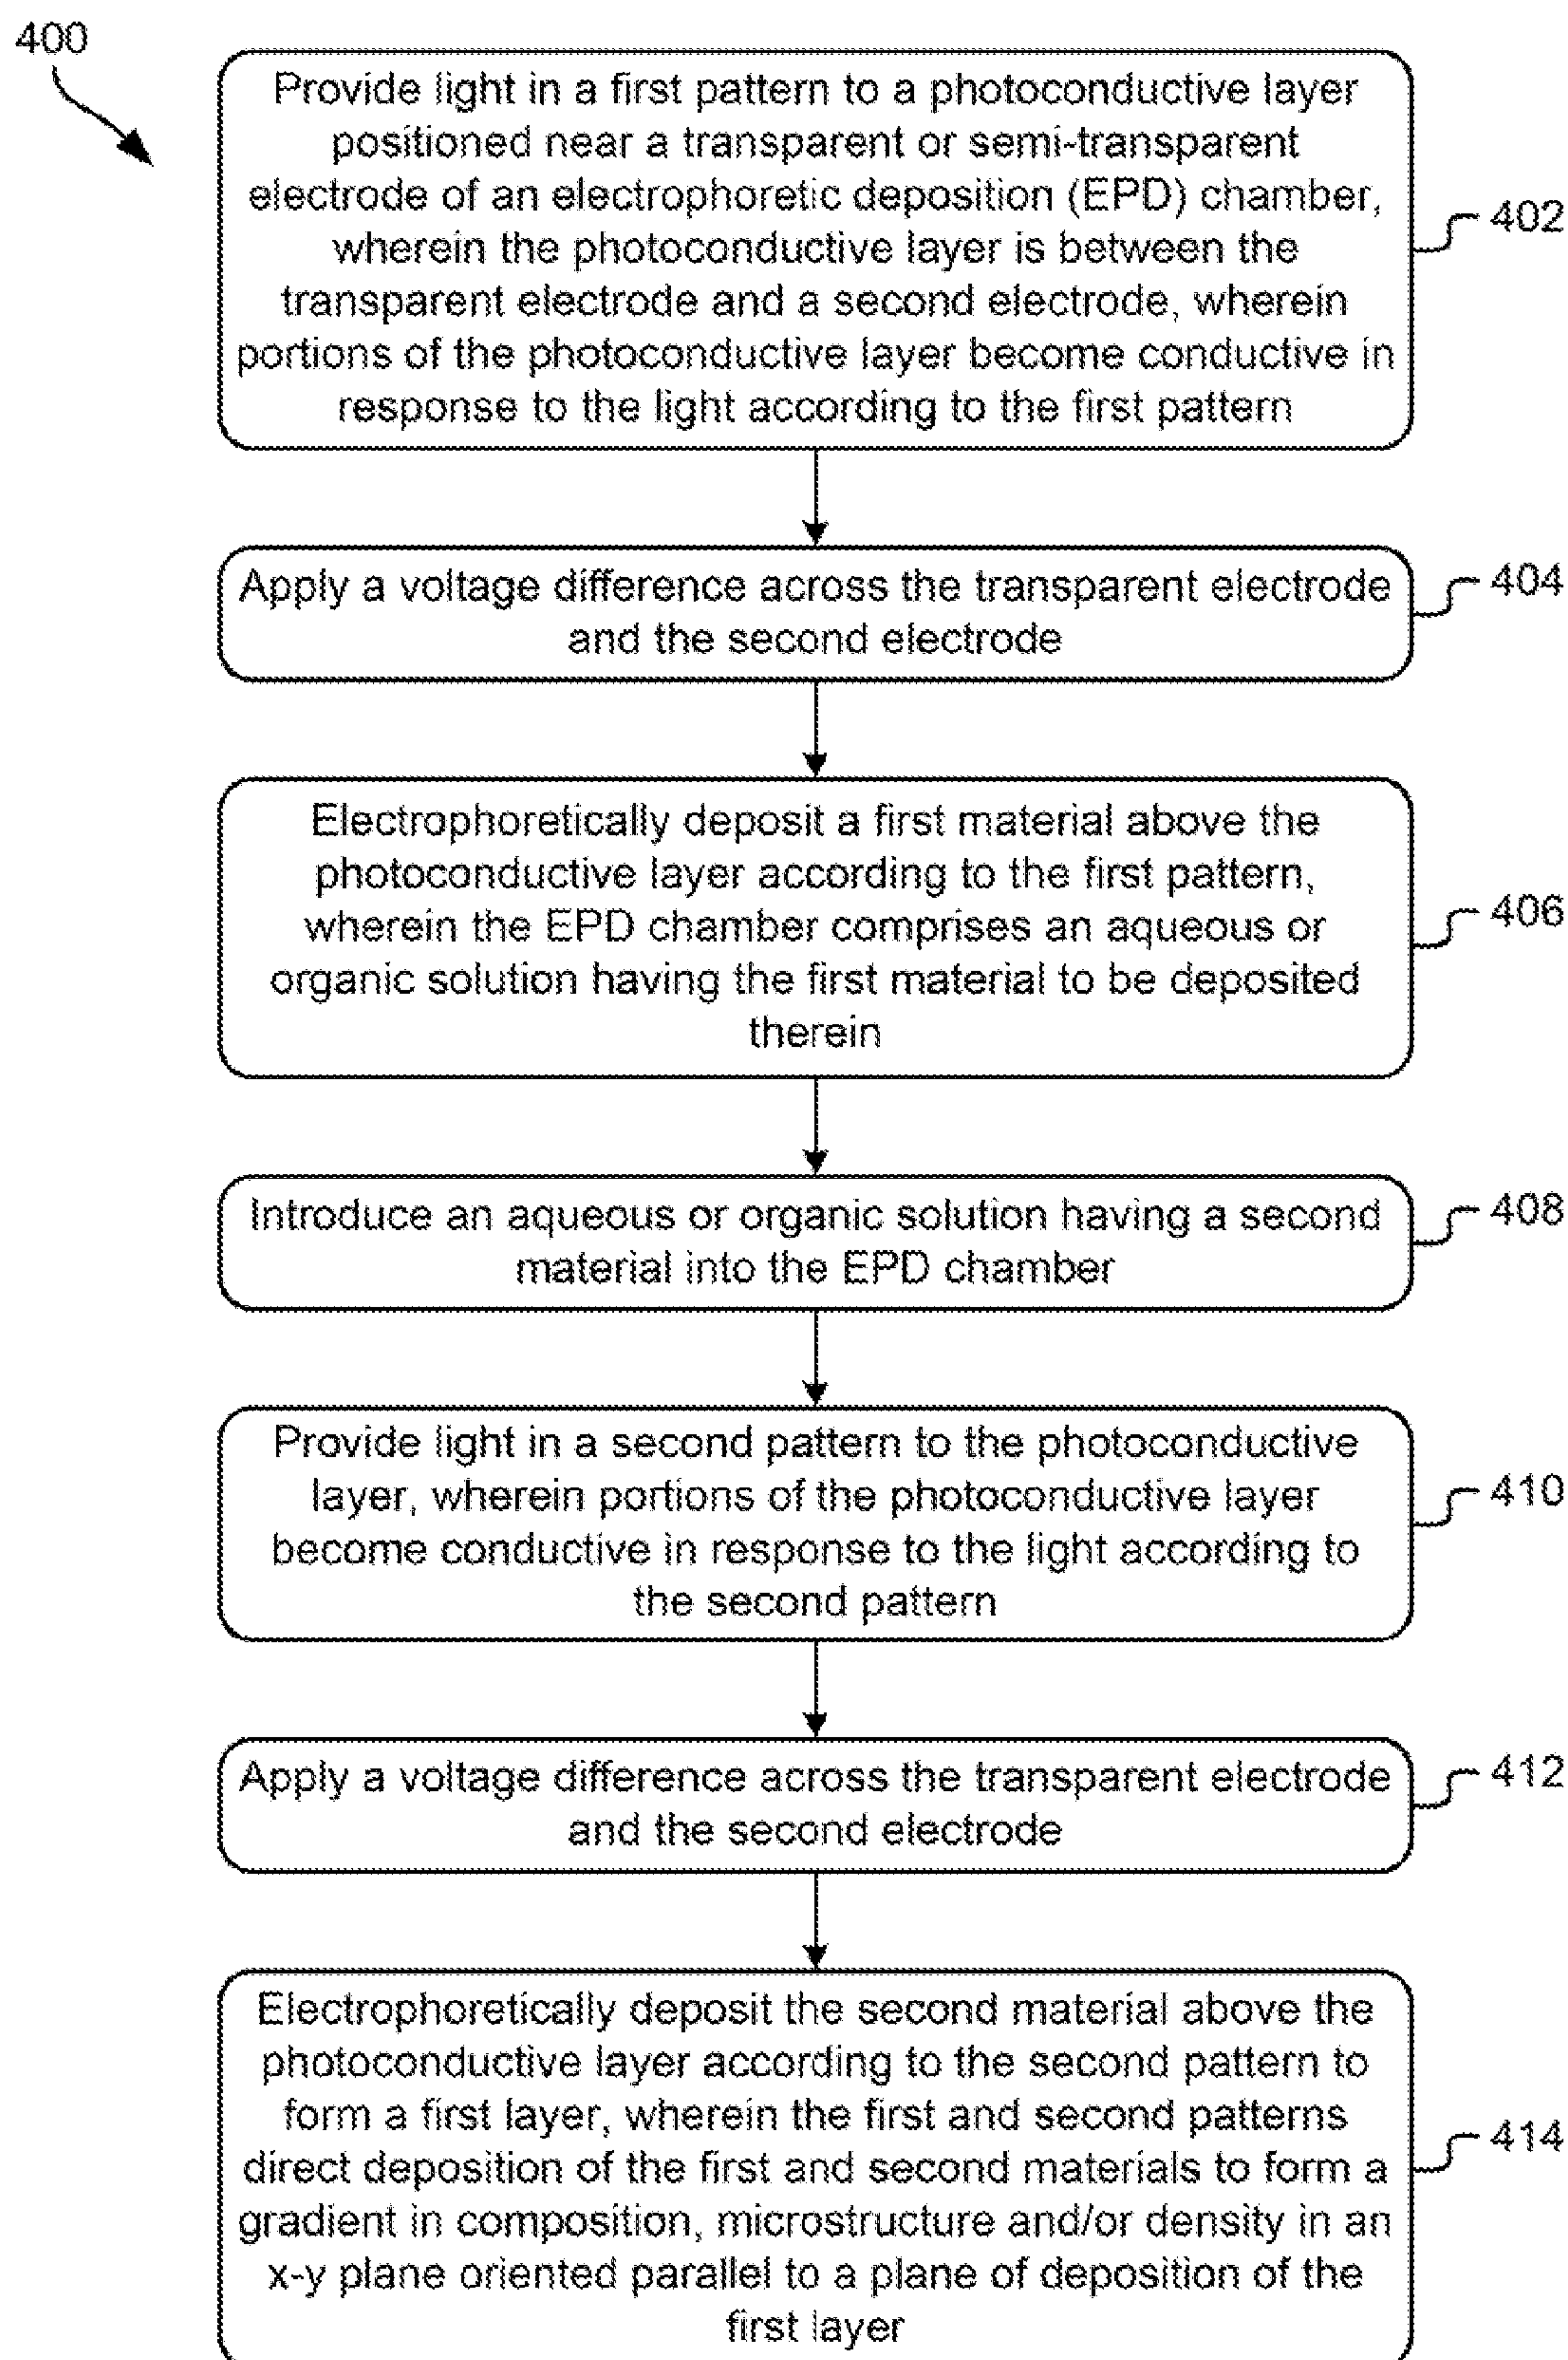 400
Provide light in a first pattern to a photoconductive layer
positioned near a transparent or semi-transparent
electrode of an electrophoretic deposition (EPD) chamber,
wherein the photoconductive layer is between the
transparent electrode and a second electrode, wherein
portions of the photoconductive layer become conductive in
response to the light according to the first pattern
402
Apply a voltage difference across the transparent electrode
and the second electrode
404
Electrophoretically deposit a first material above the
photoconductive layer according to the first pattern,
wherein the EPD chamber comprises an aqueous or
organic solution having the first material to be deposited
therein
406
Introduce an aqueous or organic solution having a second
material into the EPD chamber
408
Provide light in a second pattern to the photoconductive
layer, wherein portions of the photoconductive layer
become conductive in response to the light according to
the second pattern
410
Apply a voltage difference across the transparent electrode
and the second electrode
412
Electrophoretically deposit the second material above the
photoconductive layer according to the second pattern to
form a first layer, wherein the first and second patterns
direct deposition of the first and second materials to form a
gradient in composition, microstructure and/or density in an
x-y plane oriented parallel to a plane of deposition of the
first layer
414